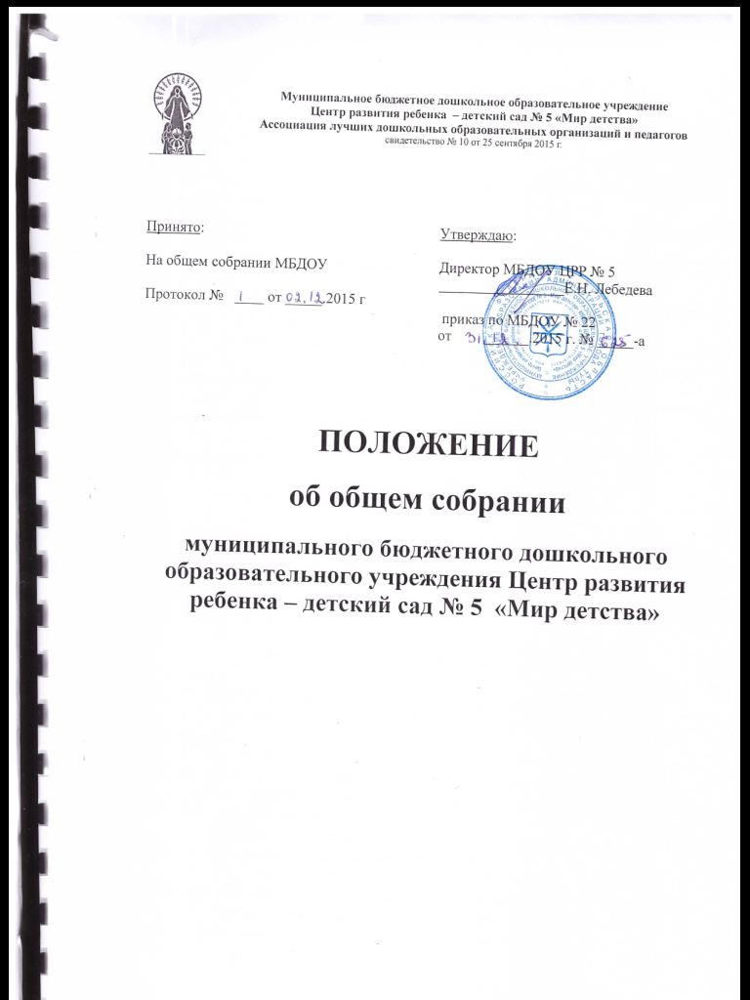 Муниципальное бюджетное дошкольное образовательное учреждение
Центр развития ребенка – детский сад № 5 «Мир детства»
Ассоциация лучших дошкольных образовательных организаций и педагогов
свидетельство № 10 от 25 сентября 2015 г.
Принято:
На общем собрании МБДОУ
Протокол № 1 от 02.12 2015 г
Утверждаю:
Директор МБДОУ ЦРР № 5
Е.Н. Лебедева
приказ по МБДОУ № 22
от 31.12. .2015 г. № -а
ПОЛОЖЕНИЕ
об общем собрании
муниципального бюджетного дошкольного
образовательного учреждения Центр развития
ребенка – детский сад № 5 «Мир детства»